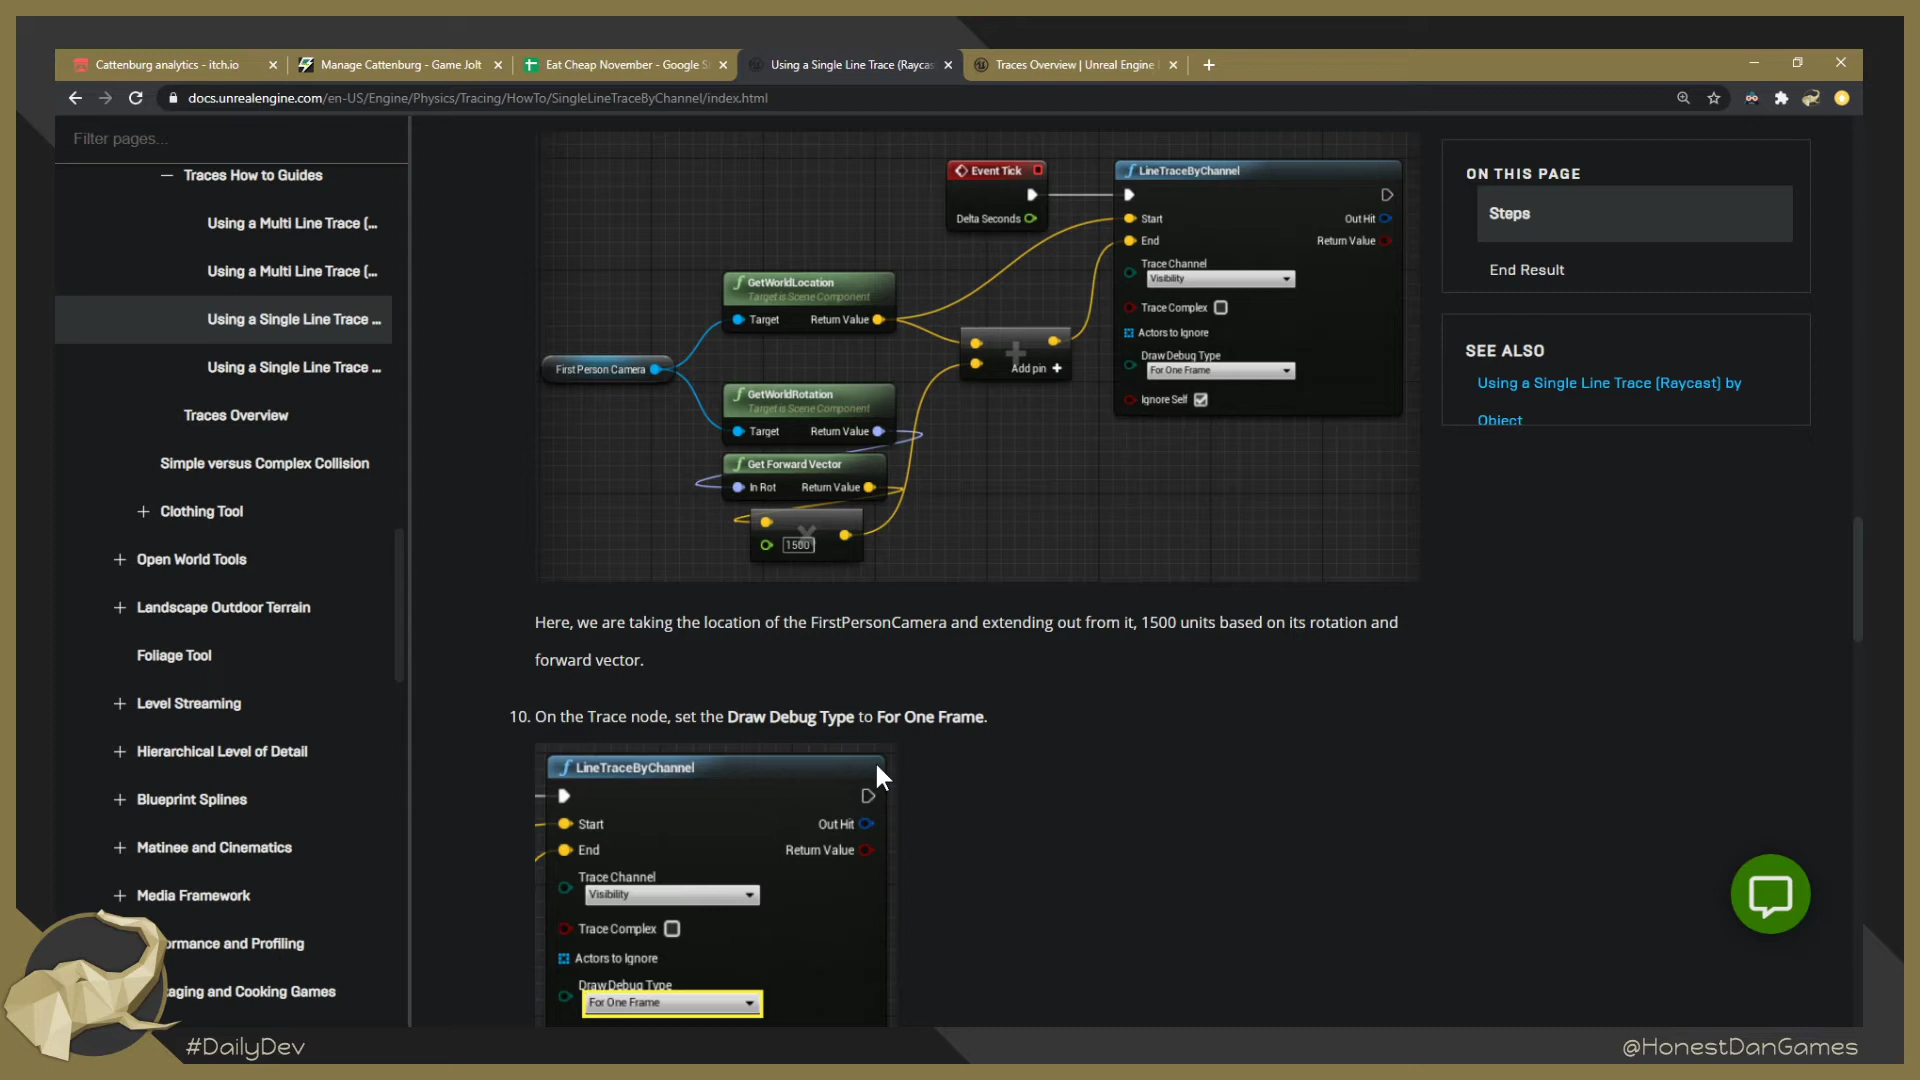 Cattenburg analytics - itch.io
Manage Cattenburg - Game Jolt
Eat Cheap November - Google S
Using a Single Line Trace (Raycas
Traces Overview | Unreal Engine
docs.unrealengine.com/en-US/Engine/Physics/Tracing/HowTo/SingleLineTraceByChannel/index.html
Filter pages...
Traces How to Guides
Using a Multi Line Trace (...
Using a Multi Line Trace (...
Using a Single Line Trace ...
Using a Single Line Trace ...
Traces Overview
Simple versus Complex Collision
Clothing Tool
Open World Tools
Landscape Outdoor Terrain
Foliage Tool
Level Streaming
Hierarchical Level of Detail
Blueprint Splines
Matinee and Cinematics
Media Framework
ormance and Profiling
aging and Cooking Games
Event Tick
Delta Seconds
LineTraceByChannel
Start
Out Hit
End
Return Value
Trace Channel
Visibility
Trace Complex
Actors to Ignore
Draw Debug Type
For One Frame
Ignore Self
GetWorldLocation
Target is Scene Component
Target
Return Value
First Person Camera
Add pin
GetWorldRotation
Target is Scene Component
Target
Return Value
Get Forward Vector
In Rot
Return Value
1500
Here, we are taking the location of the FirstPersonCamera and extending out from it, 1500 units based on its rotation and
forward vector.
10. On the Trace node, set the Draw Debug Type to For One Frame.
LineTraceByChannel
Start
Out Hit
End
Return Value
Trace Channel
Visibility
Trace Complex
Actors to Ignore
Draw Debug Type
For One Frame
ON THIS PAGE
Steps
End Result
SEE ALSO
Using a Single Line Trace (Raycast) by
Object
#DailyDev
@HonestDanGames